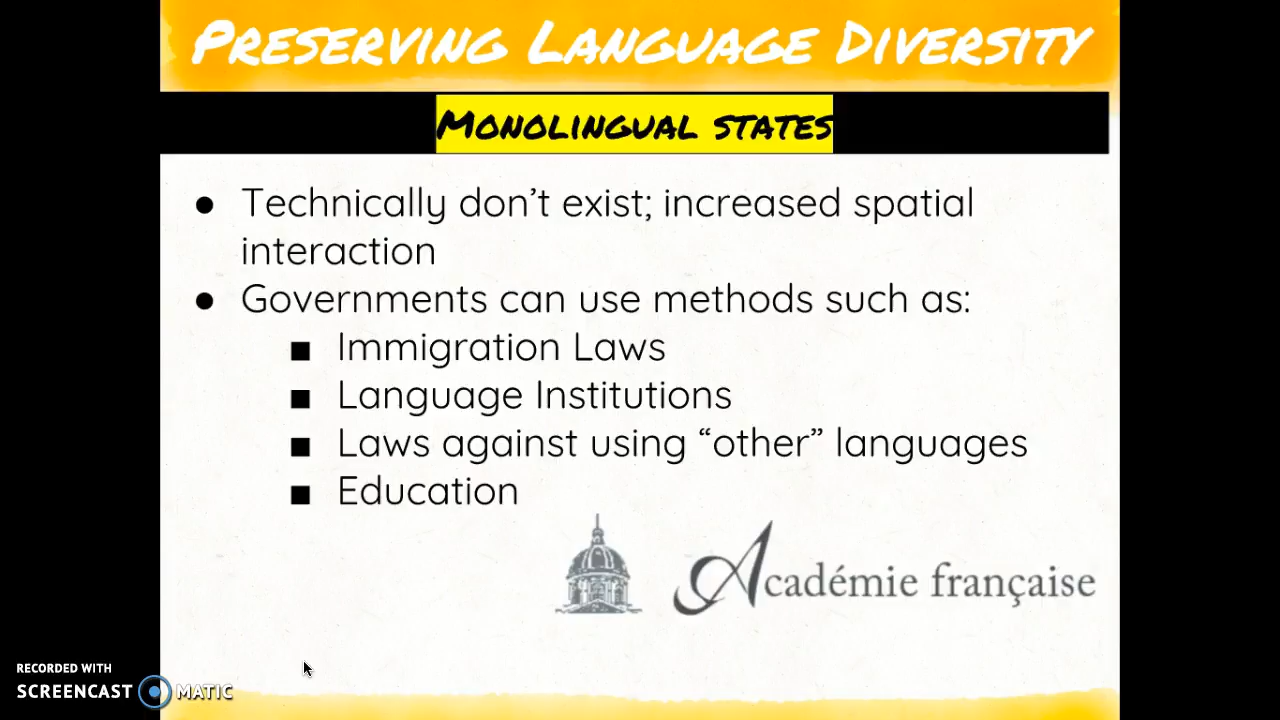 Preserving Language Diversity
Monolingual states
● Technically don’t exist; increased spatial
interaction
● Governments can use methods such as:
■ Immigration Laws
■ Language Institutions
■ Laws against using “other” languages
■ Education
Académie française
RECORDED WITH
SCREENCAST MATIC